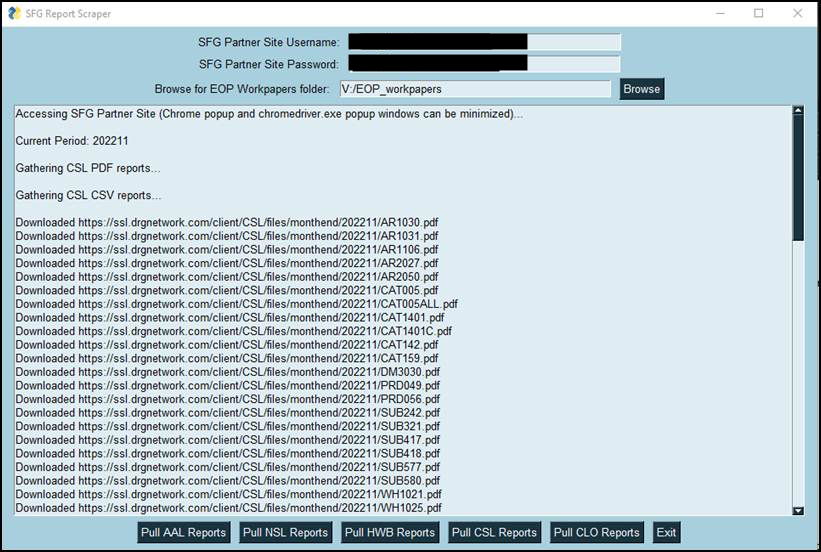 SFG Report Scraper
SFG Partner Site Username:
SFG Partner Site Password:
Browse for EOP Workpapers folder: V:/EOP_workpapers Browse
Accessing SFG Partner Site (Chrome popup and chromedriver.exe popup windows can be minimized)...
Current Period: 202211
Gathering CSL PDF reports...
Gathering CSL CSV reports...
Downloaded https://ssl.drgnetwork.com/client/CSL/files/monthend/202211/AR1030.pdf
Downloaded https://ssl.drgnetwork.com/client/CSL/files/monthend/202211/AR1031.pdf
Downloaded https://ssl.drgnetwork.com/client/CSL/files/monthend/202211/AR1106.pdf
Downloaded https://ssl.drgnetwork.com/client/CSL/files/monthend/202211/AR2027.pdf
Downloaded https://ssl.drgnetwork.com/client/CSL/files/monthend/202211/AR2050.pdf
Downloaded https://ssl.drgnetwork.com/client/CSL/files/monthend/202211/CAT005.pdf
Downloaded https://ssl.drgnetwork.com/client/CSL/files/monthend/202211/CAT005ALL.pdf
Downloaded https://ssl.drgnetwork.com/client/CSL/files/monthend/202211/CAT1401.pdf
Downloaded https://ssl.drgnetwork.com/client/CSL/files/monthend/202211/CAT1401C.pdf
Downloaded https://ssl.drgnetwork.com/client/CSL/files/monthend/202211/CAT142.pdf
Downloaded https://ssl.drgnetwork.com/client/CSL/files/monthend/202211/CAT159.pdf
Downloaded https://ssl.drgnetwork.com/client/CSL/files/monthend/202211/DM3030.pdf
Downloaded https://ssl.drgnetwork.com/client/CSL/files/monthend/202211/PRD049.pdf
Downloaded https://ssl.drgnetwork.com/client/CSL/files/monthend/202211/PRD056.pdf
Downloaded https://ssl.drgnetwork.com/client/CSL/files/monthend/202211/SUB242.pdf
Downloaded https://ssl.drgnetwork.com/client/CSL/files/monthend/202211/SUB321.pdf
Downloaded https://ssl.drgnetwork.com/client/CSL/files/monthend/202211/SUB417.pdf
Downloaded https://ssl.drgnetwork.com/client/CSL/files/monthend/202211/SUB418.pdf
Downloaded https://ssl.drgnetwork.com/client/CSL/files/monthend/202211/SUB577.pdf
Downloaded https://ssl.drgnetwork.com/client/CSL/files/monthend/202211/SUB580.pdf
Downloaded https://ssl.drgnetwork.com/client/CSL/files/monthend/202211/WH1021.pdf
Downloaded https://ssl.drgnetwork.com/client/CSL/files/monthend/202211/WH1025.pdf
Pull AAL Reports Pull NSL Reports Pull HWB Reports Pull CSL Reports Pull CLO Reports Exit